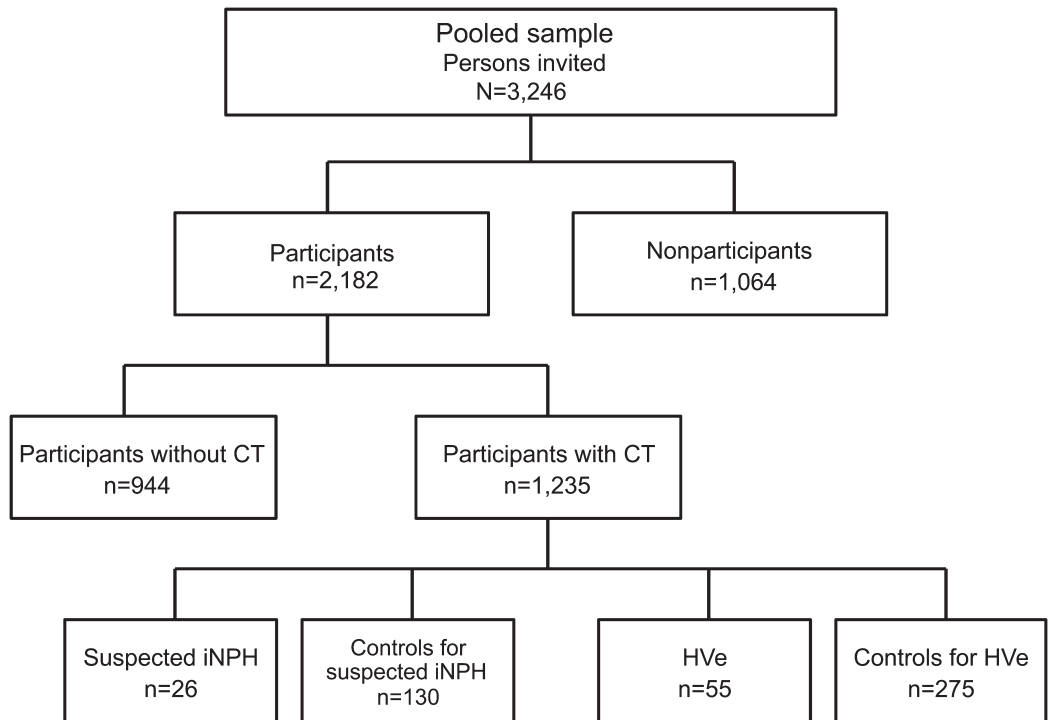 Pooled sample
Persons invited
N=3,246
Participants
n=2,182
Nonparticipants
n=1,064
Participants without CT
n=944
Participants with CT
n=1,235
Suspected iNPH
n=26
Controls for
suspected iNPH
n=130
HVe
n=55
Controls for HVe
n=275